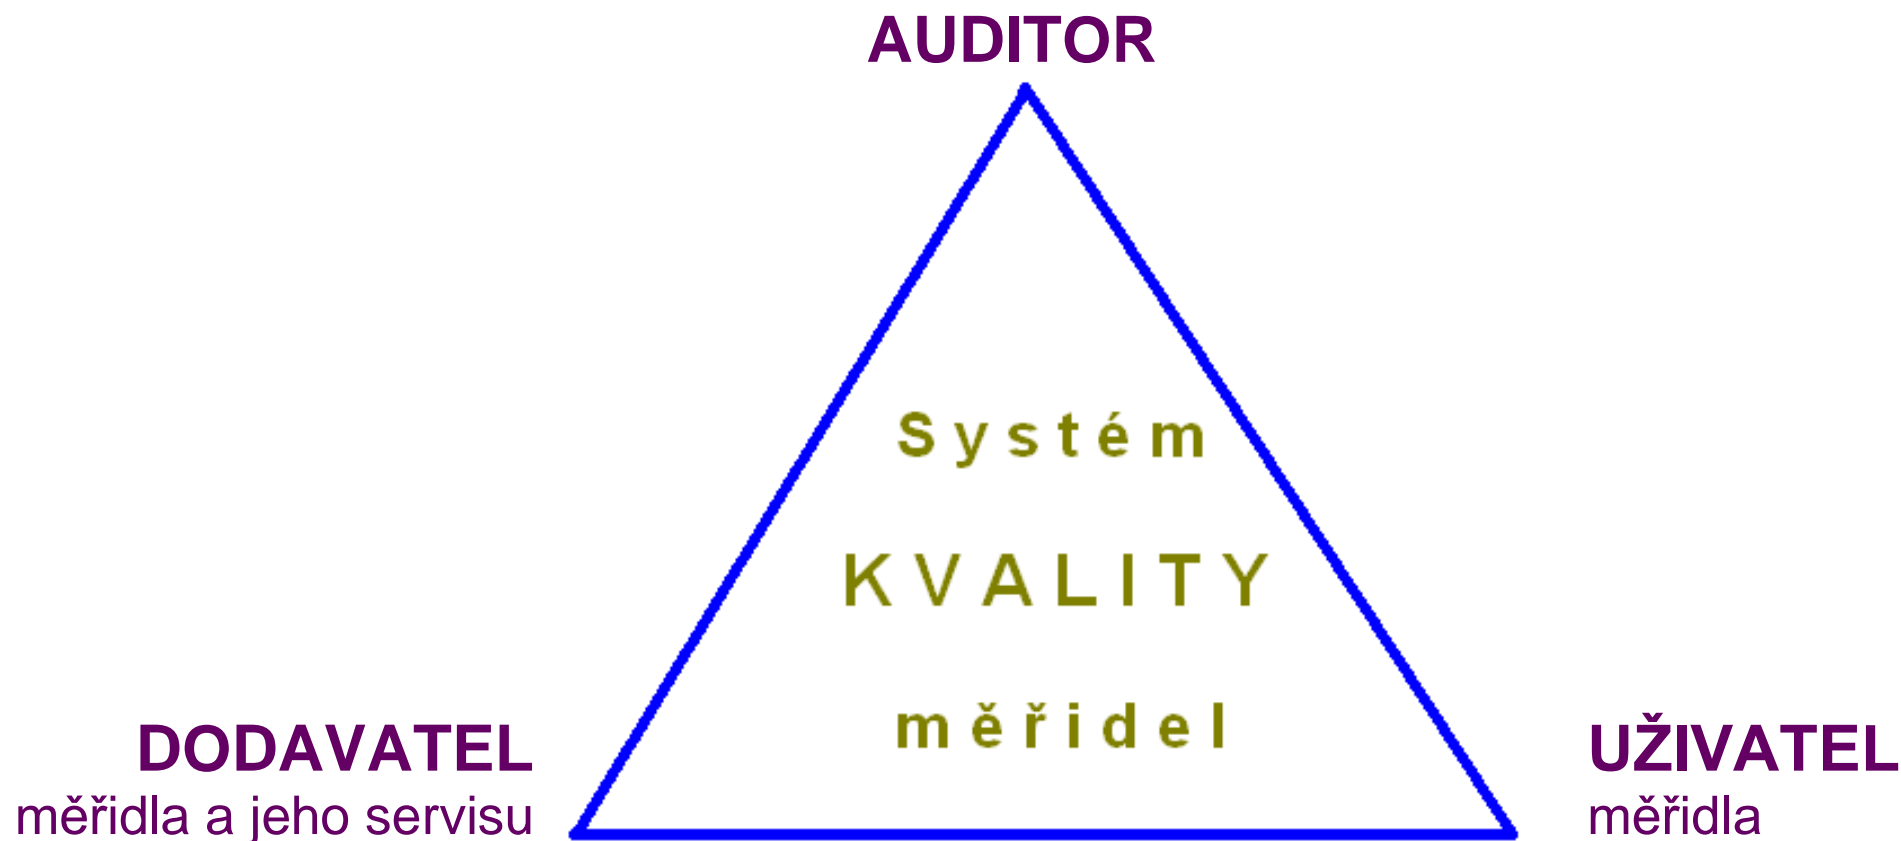 AUDITOR
Systém
KVALITY
měřidel
DODAVATEL
měřidla a jeho servisu
UŽIVATEL
měřidla